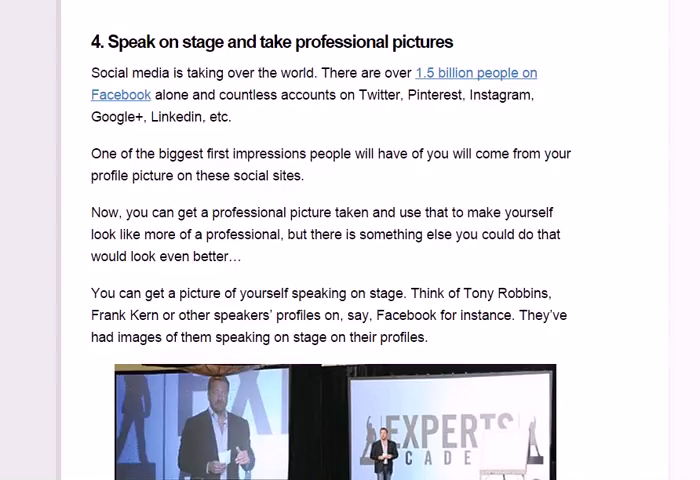 4. Speak on stage and take professional pictures
Social media is taking over the world. There are over 1.5 billion people on
Facebook alone and countless accounts on Twitter, Pinterest, Instagram,
Google+, Linkedin, etc.
One of the biggest first impressions people will have of you will come from your
profile picture on these social sites.
Now, you can get a professional picture taken and use that to make yourself
look like more of a professional, but there is something else you could do that
would look even better…
You can get a picture of yourself speaking on stage. Think of Tony Robbins,
Frank Kern or other speakers' profiles on, say, Facebook for instance. They've
had images of them speaking on stage on their profiles.
EXPERTS
CADE